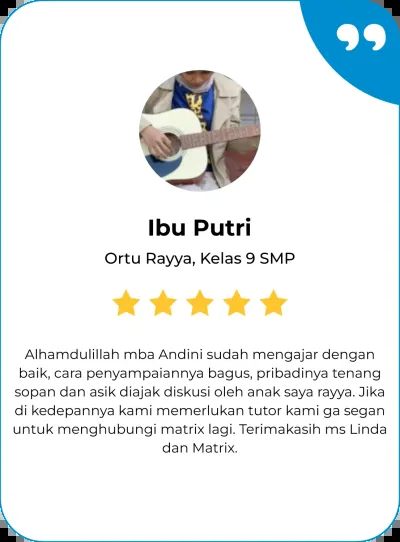 Ibu Putri
Ortu Rayya, Kelas 9 SMP
Alhamdulillah mba Andini sudah mengajar dengan
baik, cara penyampaiannya bagus, pribadinya tenang
sopan dan asik diajak diskusi oleh anak saya rayya. Jika
di kedepannya kami memerlukan tutor kami ga segan
untuk menghubungi matrix lagi. Terimakasih ms Linda
dan Matrix.